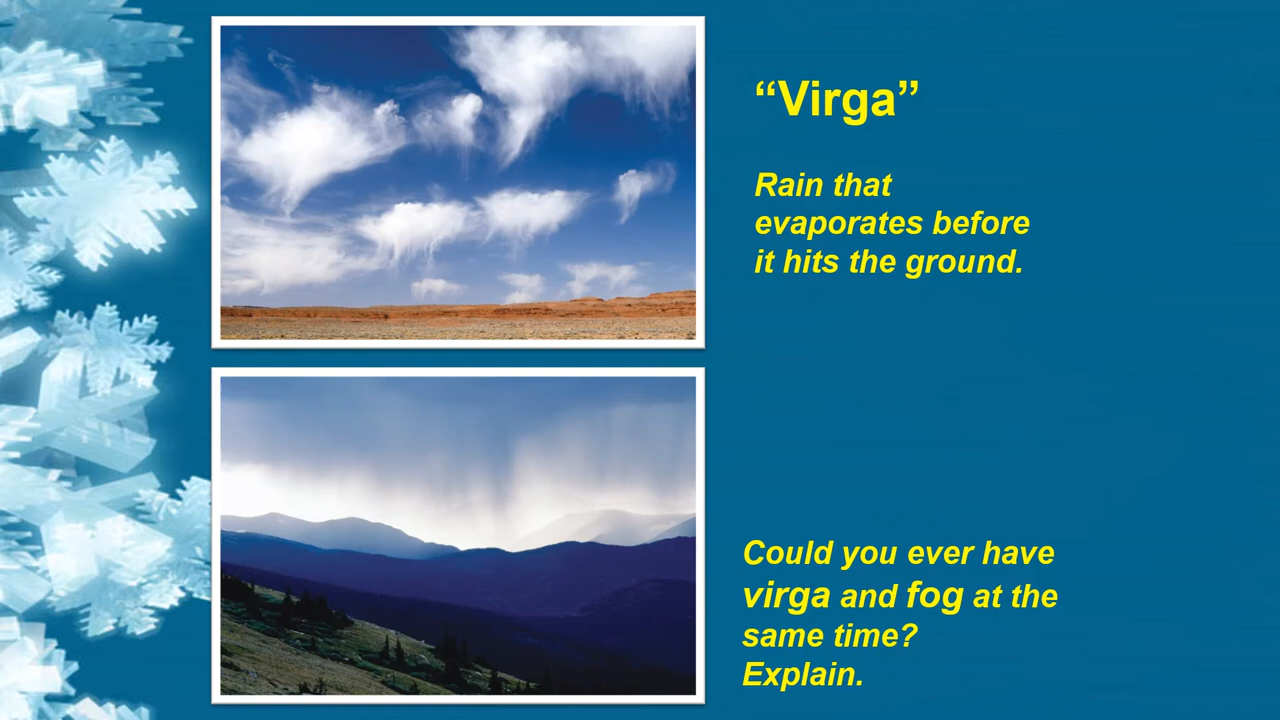 “Virga”
Rain that
evaporates before
it hits the ground.
Could you ever have
virga and fog at the
same time?
Explain.